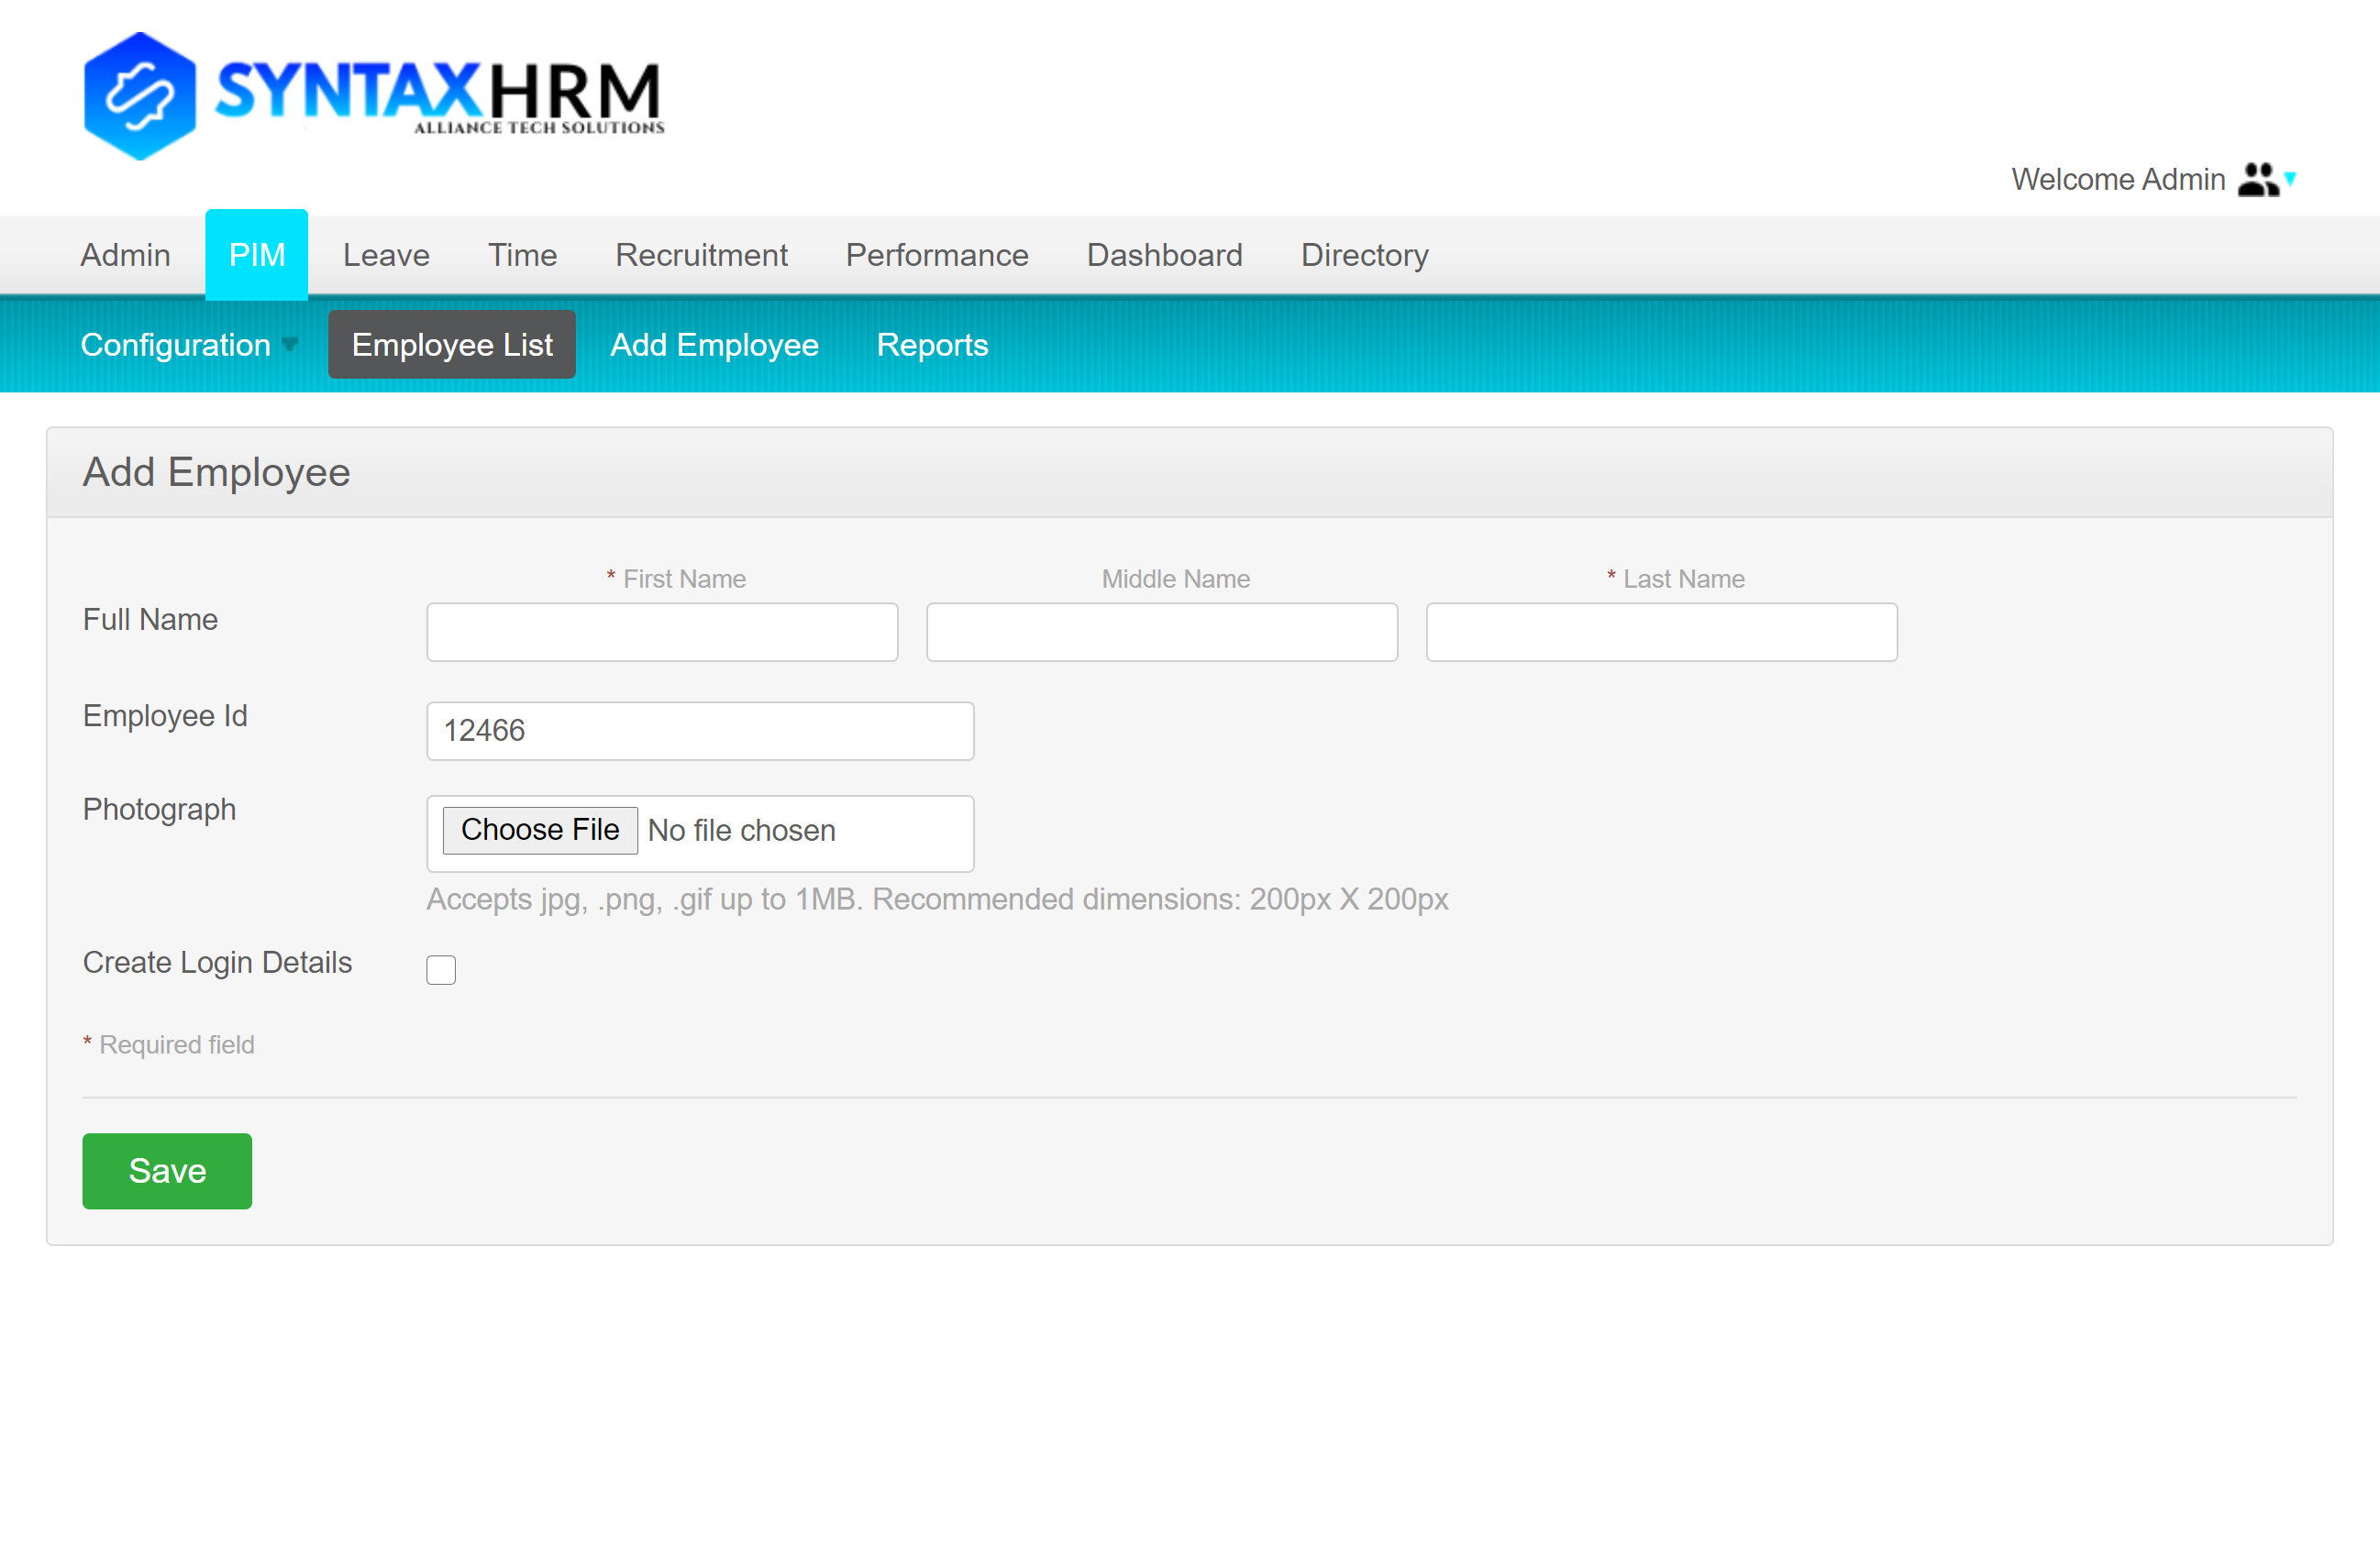 SYNTAXHRM
ALLIANCE TECH SOLUTIONS
Welcome Admin
Admin PIM Leave Time Recruitment Performance Dashboard Directory
Configuration Employee List Add Employee Reports
Add Employee
* First Name Middle Name * Last Name
Full Name
Employee Id 12466
Photograph Choose File No file chosen
Accepts jpg, .png, .gif up to 1MB. Recommended dimensions: 200px X 200px
Create Login Details
* Required field
Save